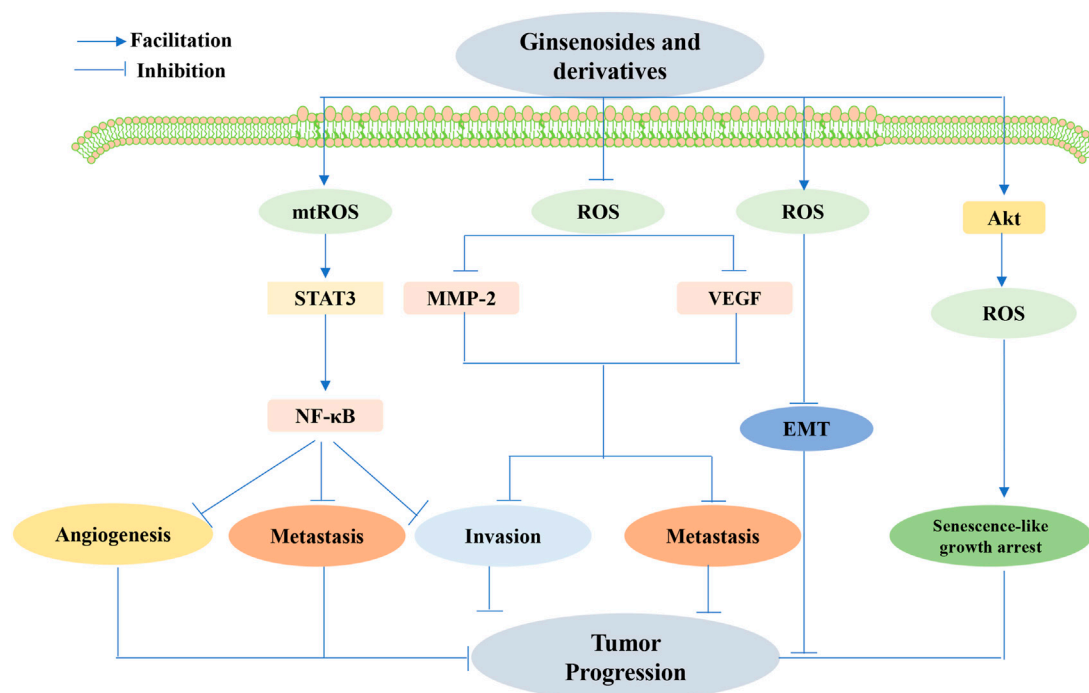 Facilitation
Inhibition
Ginsenosides and
derivatives
mtROS
ROS
ROS
Akt
STAT3
MMP-2
VEGF
ROS
NF-κB
EMT
Angiogenesis
Metastasis
Invasion
Metastasis
Senescence-like
growth arrest
Tumor
Progression